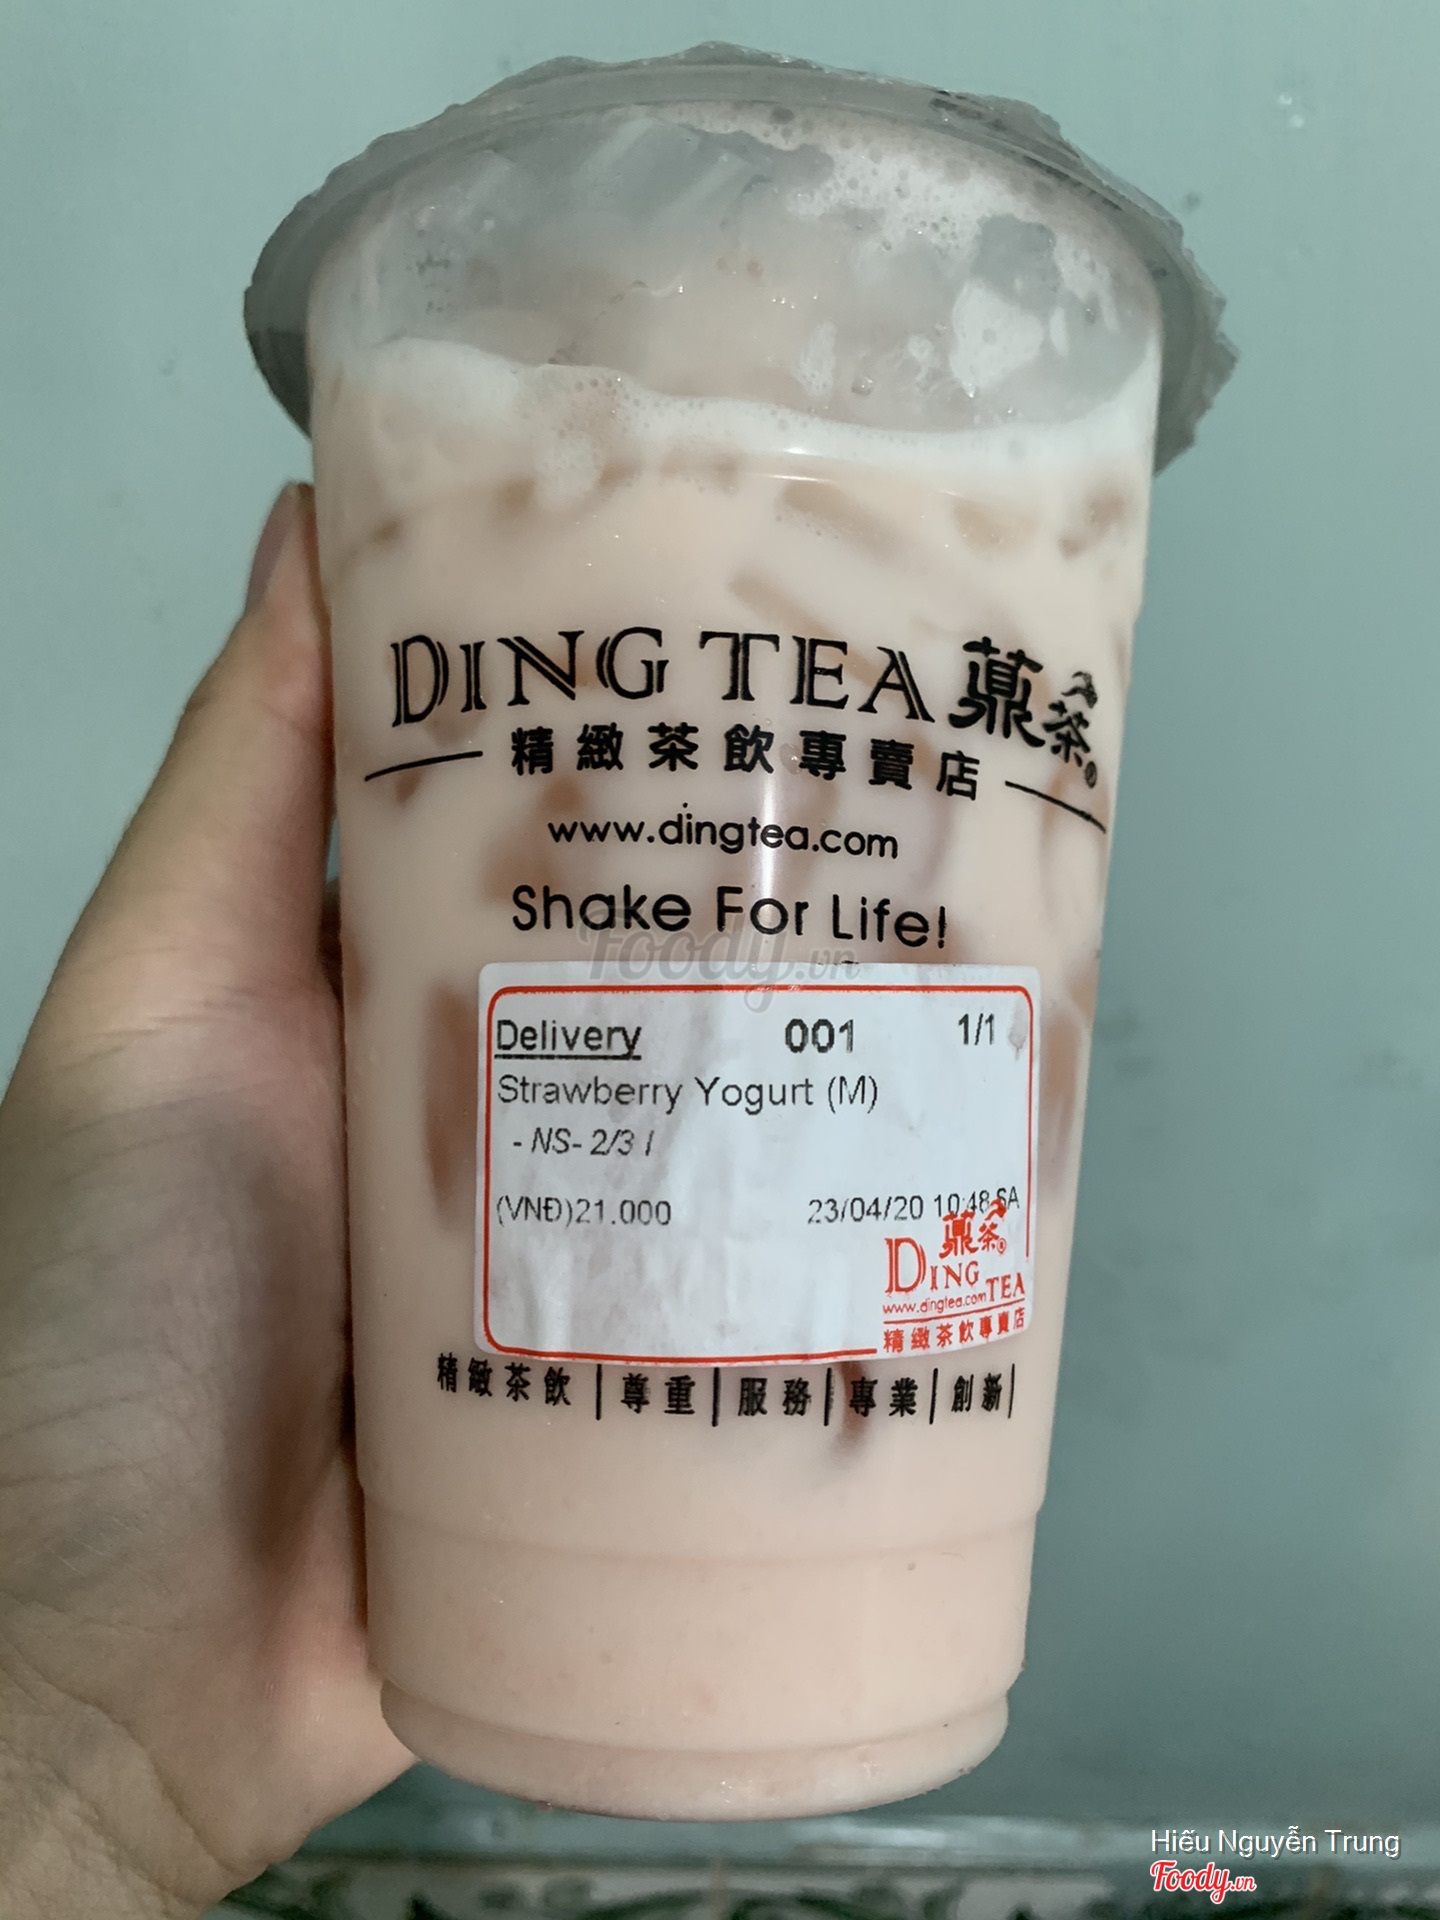 DING TEA 薡茶®
精緻茶飲專賣店
www.dingtea.com
Shake For Life!
Foody.vn
Delivery 001 1/1
Strawberry Yogurt (M)
- NS- 2/3 I
(VNĐ)21.000 23/04/20 10:48 SA
薡茶®
DING TEA
www.dingtea.com
精緻茶飲專賣店
精緻茶飲|尊重|服務|專業|創新|
Hiếu Nguyễn Trung
Foody.vn